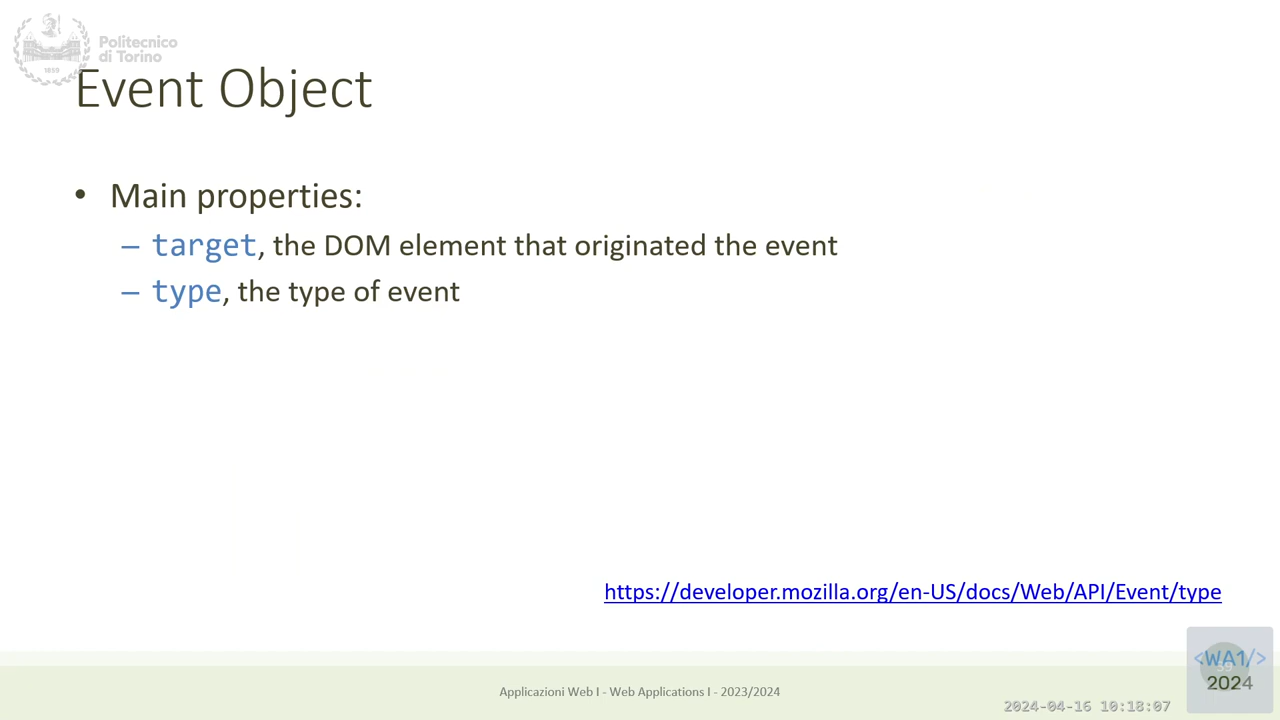 Politecnico
di Torino
1859
Event Object
• Main properties:
– target, the DOM element that originated the event
– type, the type of event
https://developer.mozilla.org/en-US/docs/Web/API/Event/type
<WA1/>
2024
Applicazioni Web I - Web Applications I - 2023/2024
2024-04-16 10:18:07